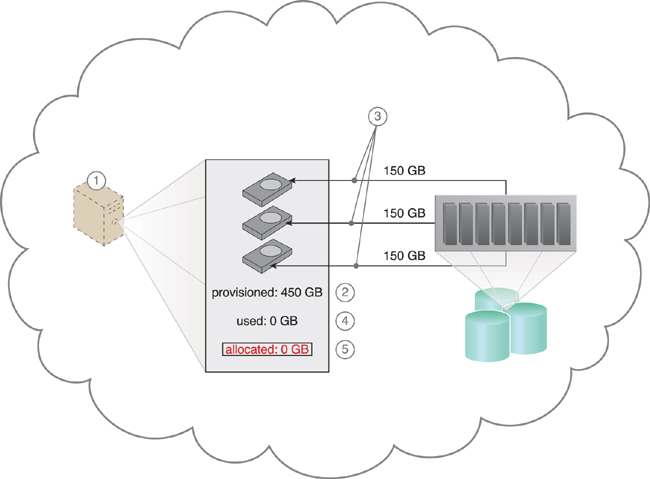 3
1
150 GB
150 GB
150 GB
provisioned: 450 GB
2
used: 0 GB
4
allocated: 0 GB
5